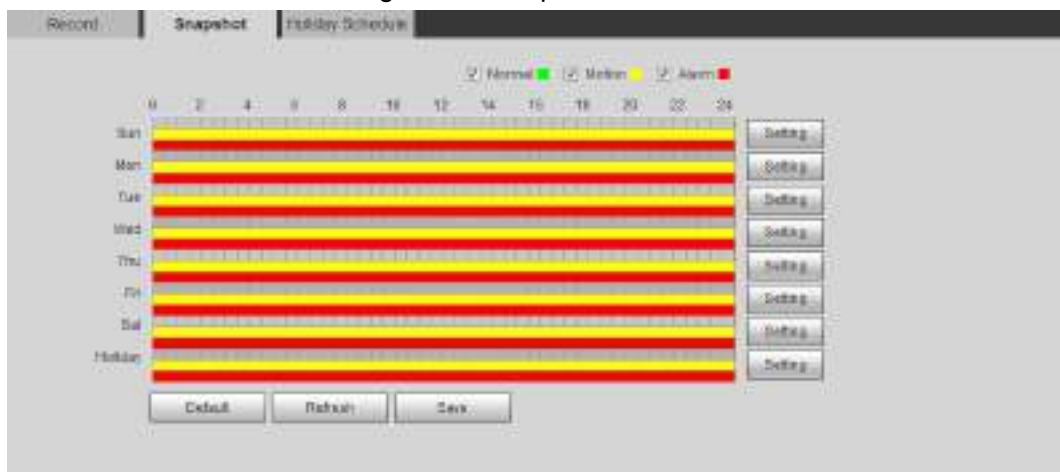 Record Snapshot Holiday Schedule
Normal Motion Alarm
0 2 4 6 8 10 12 14 16 18 20 22 24
Sun Setting
Mon Setting
Tue Setting
Wed Setting
Thu Setting
Fri Setting
Sat Setting
Holiday Setting
Default Refresh Save